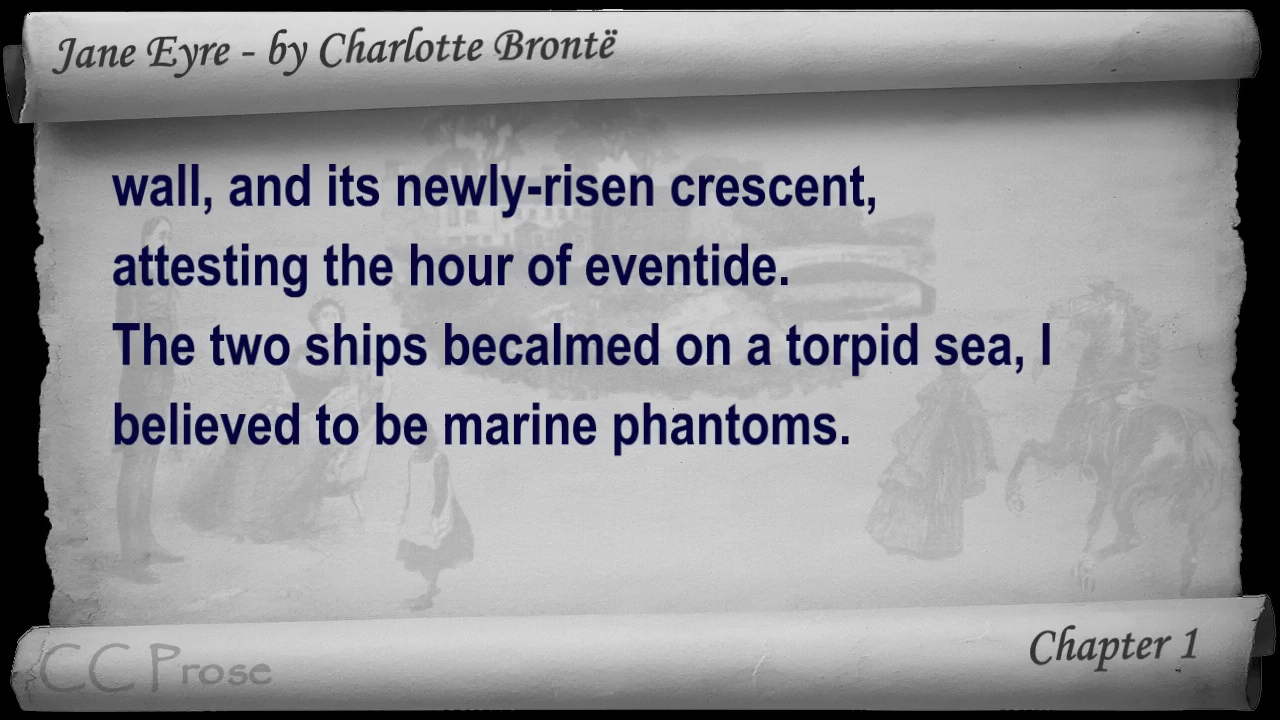 Jane Eyre - by Charlotte Brontë
wall, and its newly-risen crescent,
attesting the hour of eventide.
The two ships becalmed on a torpid sea, I
believed to be marine phantoms.
Chapter 1
CC Prose